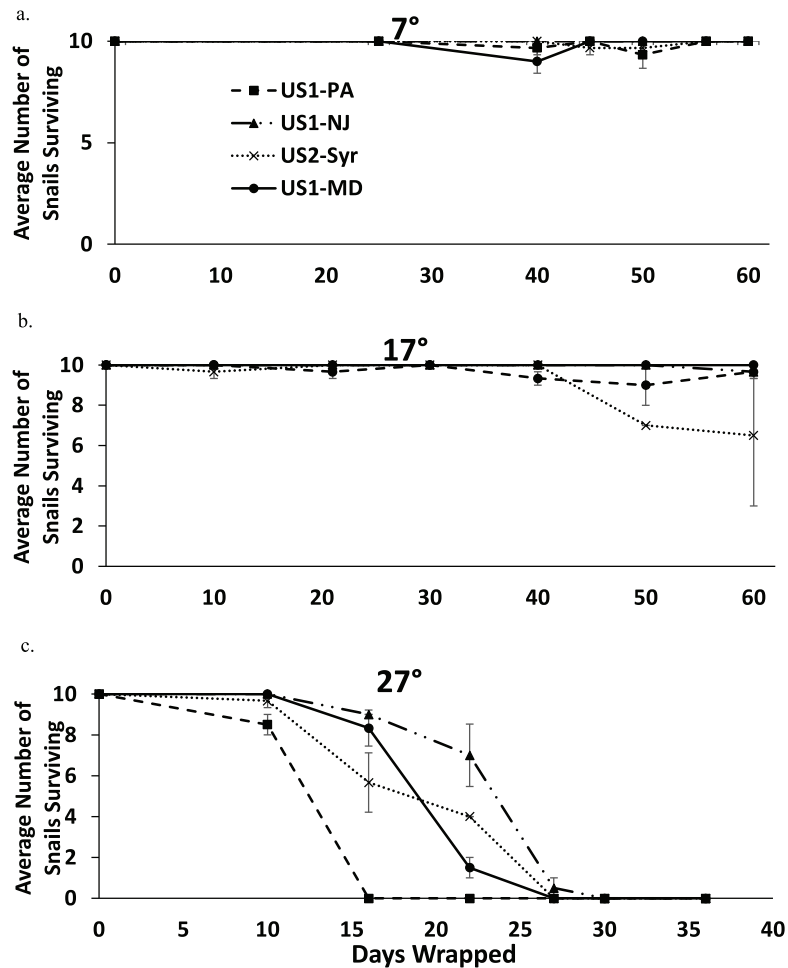 a.
7°
Average Number of
Snails Surviving
10
5
0
US1-PA
US1-NJ
US2-Syr
US1-MD
0 10 20 30 40 50 60
b.
17°
Average Number of
Snails Surviving
10
8
6
4
2
0
0 10 20 30 40 50 60
c.
27°
Average Number of
Snails Surviving
10
8
6
4
2
0
0 5 10 15 20 25 30 35 40
Days Wrapped